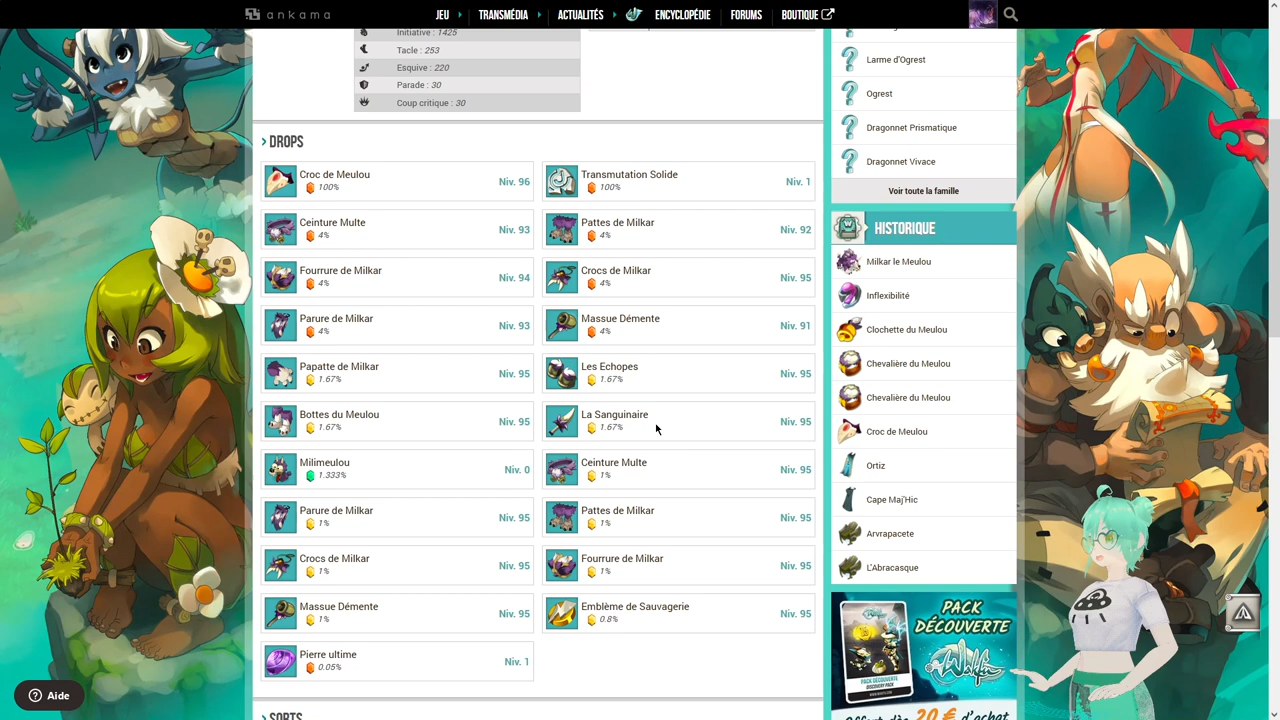 ankama
JEU
TRANSMÉDIA
ACTUALITÉS
ENCYCLOPÉDIE
FORUMS
BOUTIQUE
Initiative : 1425
Tacle : 253
Esquive : 220
Parade : 30
Coup critique : 30
DROPS
Croc de Meulou
100%
Niv. 96
Transmutation Solide
100%
Niv. 1
Ceinture Multe
4%
Niv. 93
Pattes de Milkar
4%
Niv. 92
Fourrure de Milkar
4%
Niv. 94
Crocs de Milkar
4%
Niv. 95
Parure de Milkar
4%
Niv. 93
Massue Démente
4%
Niv. 91
Papatte de Milkar
1.67%
Niv. 95
Les Echopes
1.67%
Niv. 95
Bottes du Meulou
1.67%
Niv. 95
La Sanguinaire
1.67%
Niv. 95
Milimeulou
1.333%
Niv. 0
Ceinture Multe
1%
Niv. 95
Parure de Milkar
1%
Niv. 95
Pattes de Milkar
1%
Niv. 95
Crocs de Milkar
1%
Niv. 95
Fourrure de Milkar
1%
Niv. 95
Massue Démente
1%
Niv. 95
Emblème de Sauvagerie
0.8%
Niv. 95
Pierre ultime
0.05%
Niv. 1
SORTS
Larme d'Ogrest
Ogrest
Dragonnet Prismatique
Dragonnet Vivace
Voir toute la famille
HISTORIQUE
Milkar le Meulou
Inflexibilité
Clochette du Meulou
Chevalière du Meulou
Chevalière du Meulou
Croc de Meulou
Ortiz
Cape Maj'Hic
Arvrapacete
L'Abracasque
PACK
DÉCOUVERTE
Wakfu
PACK DÉCOUVERTE
DISCOVERY PACK
Offert dès 20 € d'achat
Aide